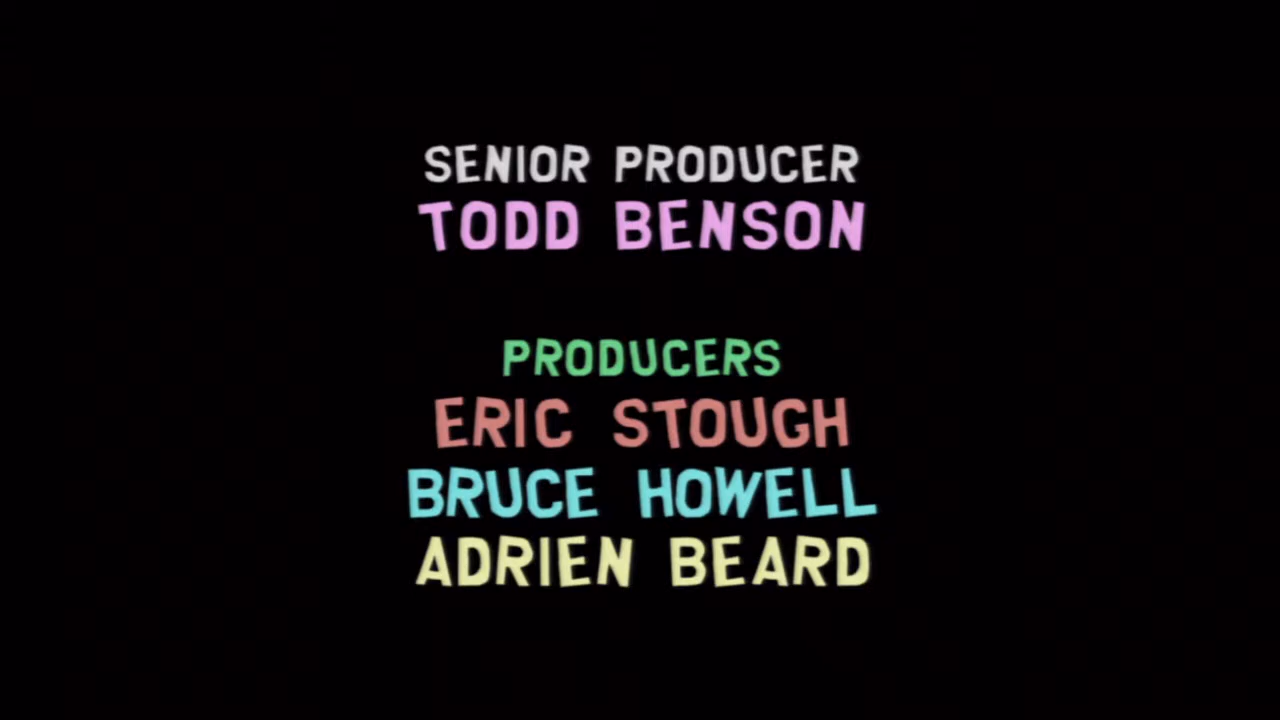 SENIOR PRODUCER
TODD BENSON
PRODUCERS
ERIC STOUGH
BRUCE HOWELL
ADRIEN BEARD